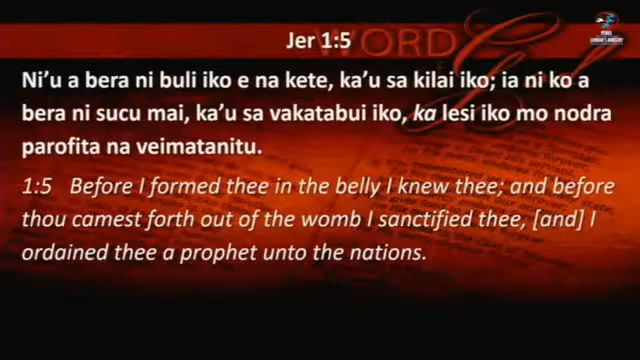 Jer 1:5
WORD
God
Ni’u a bera ni buli iko e na kete, ka’u sa kilai iko; ia ni ko a
bera ni sucu mai, ka’u sa vakatabui iko, ka lesi iko mo nodra
parofita na veimatanitu.
1:5 Before I formed thee in the belly I knew thee; and before
thou camest forth out of the womb I sanctified thee, [and] I
ordained thee a prophet unto the nations.